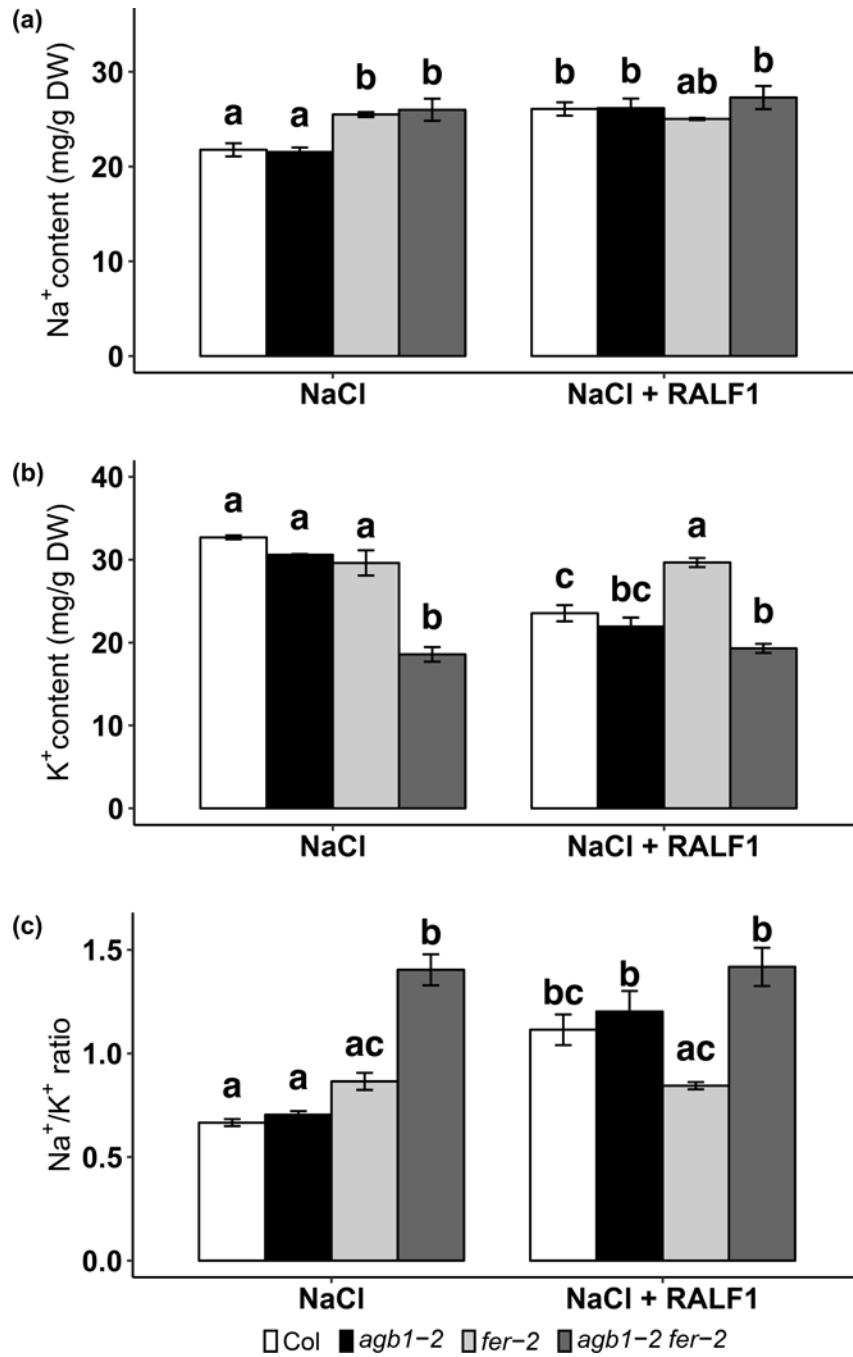 (a)
Na⁺ content (mg/g DW)
30
20
10
0
a a b b b b ab b
NaCl NaCl + RALF1
(b)
K⁺ content (mg/g DW)
40
30
20
10
0
a a a b c bc a b
NaCl NaCl + RALF1
(c)
Na⁺/K⁺ ratio
1.5
1.0
0.5
0.0
a a ac b bc b ac b
NaCl NaCl + RALF1
Col agb1−2 fer−2 agb1−2 fer−2